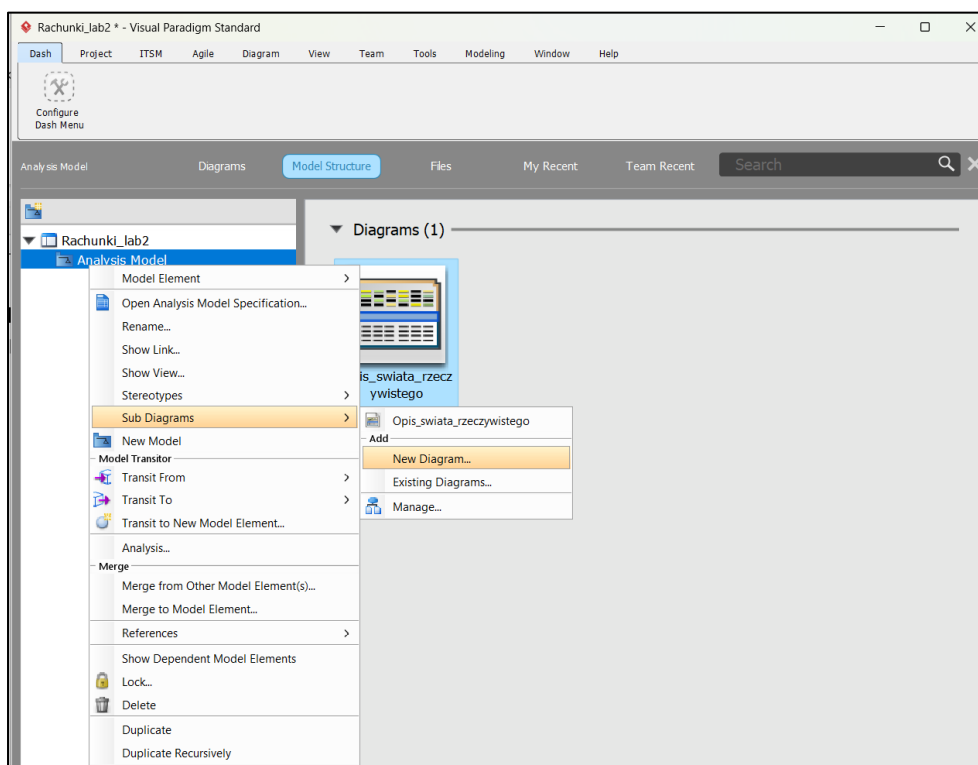 Rachunki_lab2 * - Visual Paradigm Standard
Dash Project ITSM Agile Diagram View Team Tools Modeling Window Help
Configure
Dash Menu
Analysis Model Diagrams Model Structure Files My Recent Team Recent Search
Rachunki_lab2
Analysis Model
Diagrams (1)
is_swiata_rzecz
ywistego
Model Element
Open Analysis Model Specification...
Rename...
Show Link...
Show View...
Stereotypes
Sub Diagrams
New Model
Model Transitor
Transit From
Transit To
Transit to New Model Element...
Analysis...
Merge
Merge from Other Model Element(s)...
Merge to Model Element...
References
Show Dependent Model Elements
Lock...
Delete
Duplicate
Duplicate Recursively
Opis_swiata_rzeczywistego
Add
New Diagram...
Existing Diagrams...
Manage...